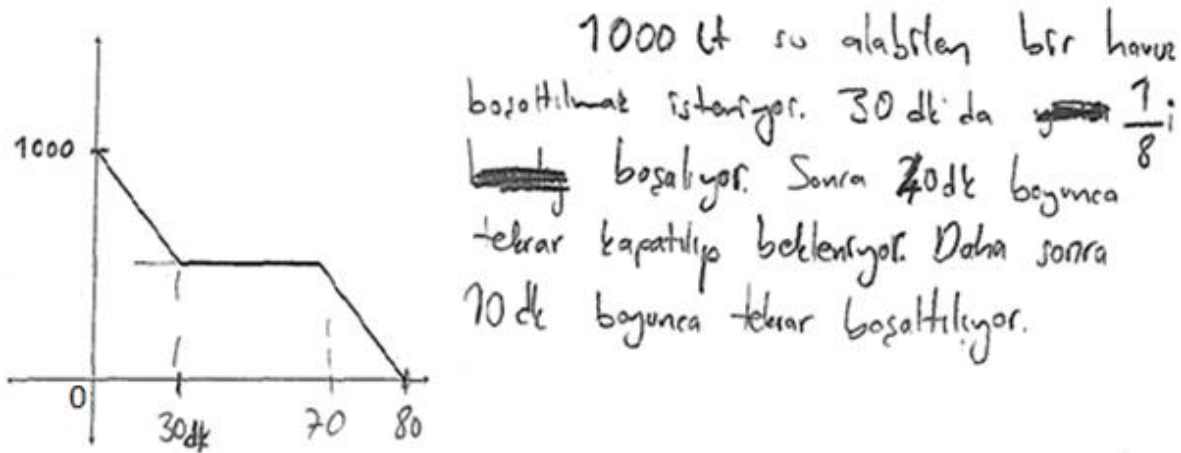 1000 lt su alabilen bir havuz
boşaltılmak isteniyor. 30 dk'da 1/8 i
boşalıyor. Sonra 40dk boyunca
tekrar kapatılıp bekleniyor. Daha sonra
10 dk boyunca tekrar boşaltılıyor.
1000
0
30dk
70
80